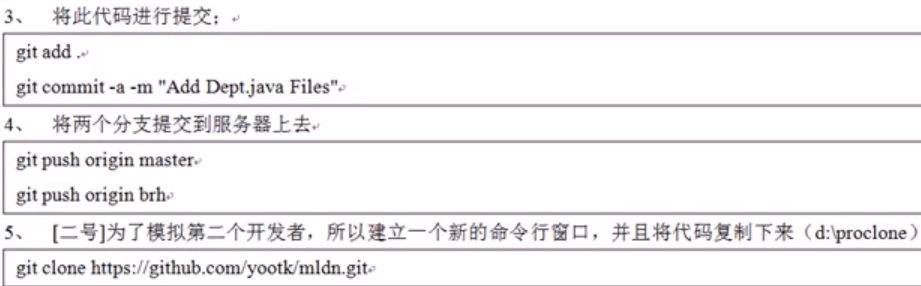 3、 将此代码进行提交;
git add .
git commit -a -m "Add Dept.java Files"
4、 将两个分支提交到服务器上去
git push origin master
git push origin brh
5、 [二号]为了模拟第二个开发者，所以建立一个新的命令行窗口，并且将代码复制下来（d:\proclone）
git clone https://github.com/yootk/mldn.git